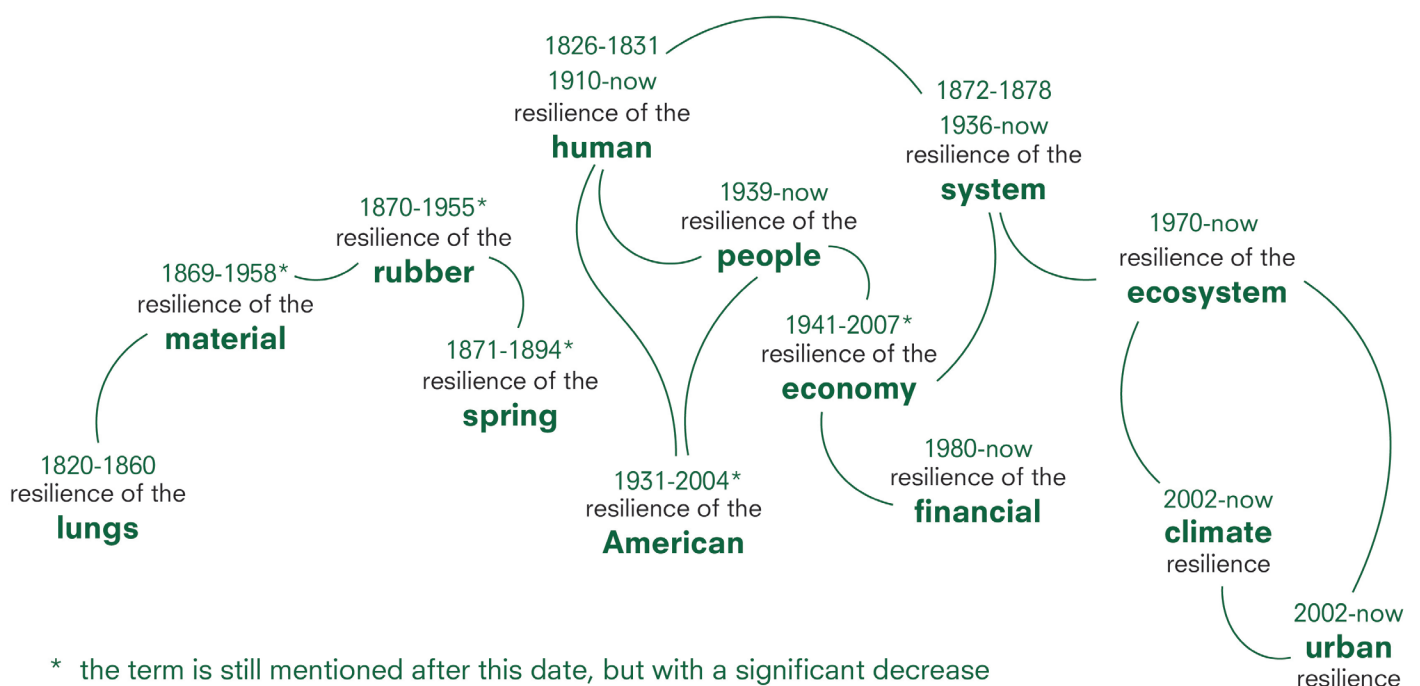 1826-1831
1910-now
resilience of the
human
1872-1878
1936-now
resilience of the
system
1939-now
resilience of the
people
1870-1955*
resilience of the
rubber
1970-now
resilience of the
ecosystem
1869-1958*
resilience of the
material
1941-2007*
resilience of the
economy
1871-1894*
resilience of the
spring
1980-now
resilience of the
financial
1820-1860
resilience of the
lungs
1931-2004*
resilience of the
American
2002-now
climate
resilience
2002-now
urban
resilience
* the term is still mentioned after this date, but with a significant decrease